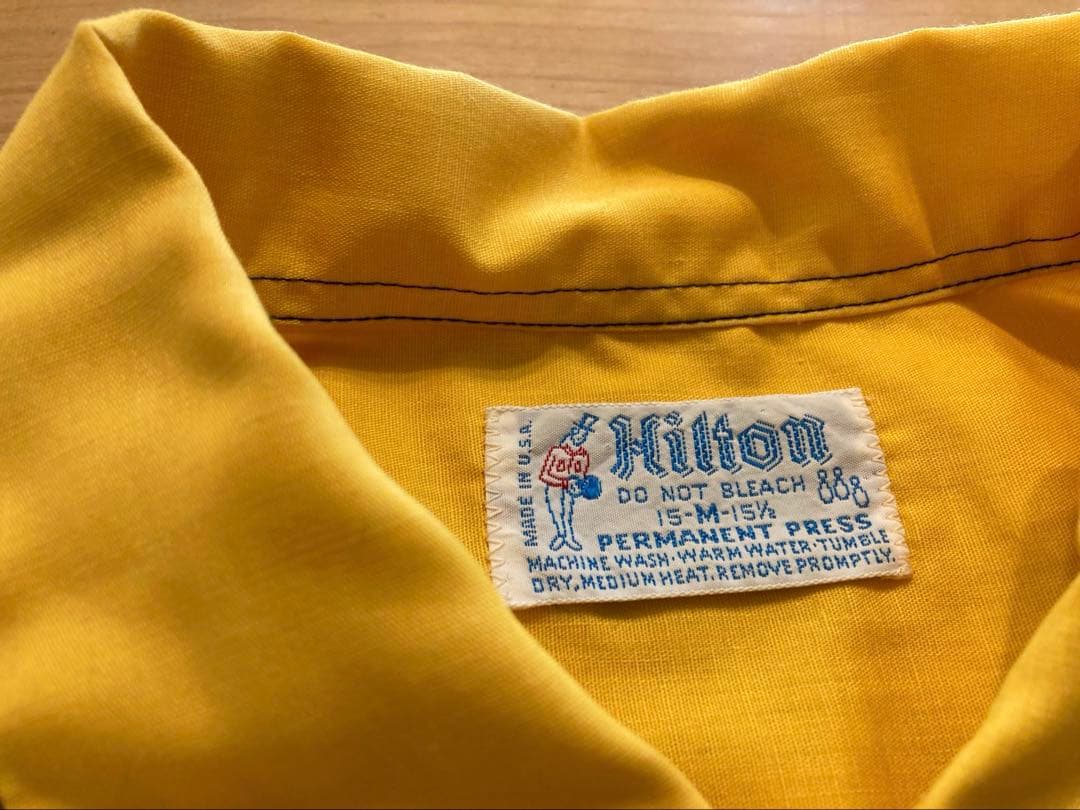 MADE IN U.S.A.
Hilton
DO NOT BLEACH
15-M-15½
PERMANENT PRESS
MACHINE WASH·WARM WATER·TUMBLE
DRY, MEDIUM HEAT. REMOVE PROMPTLY.